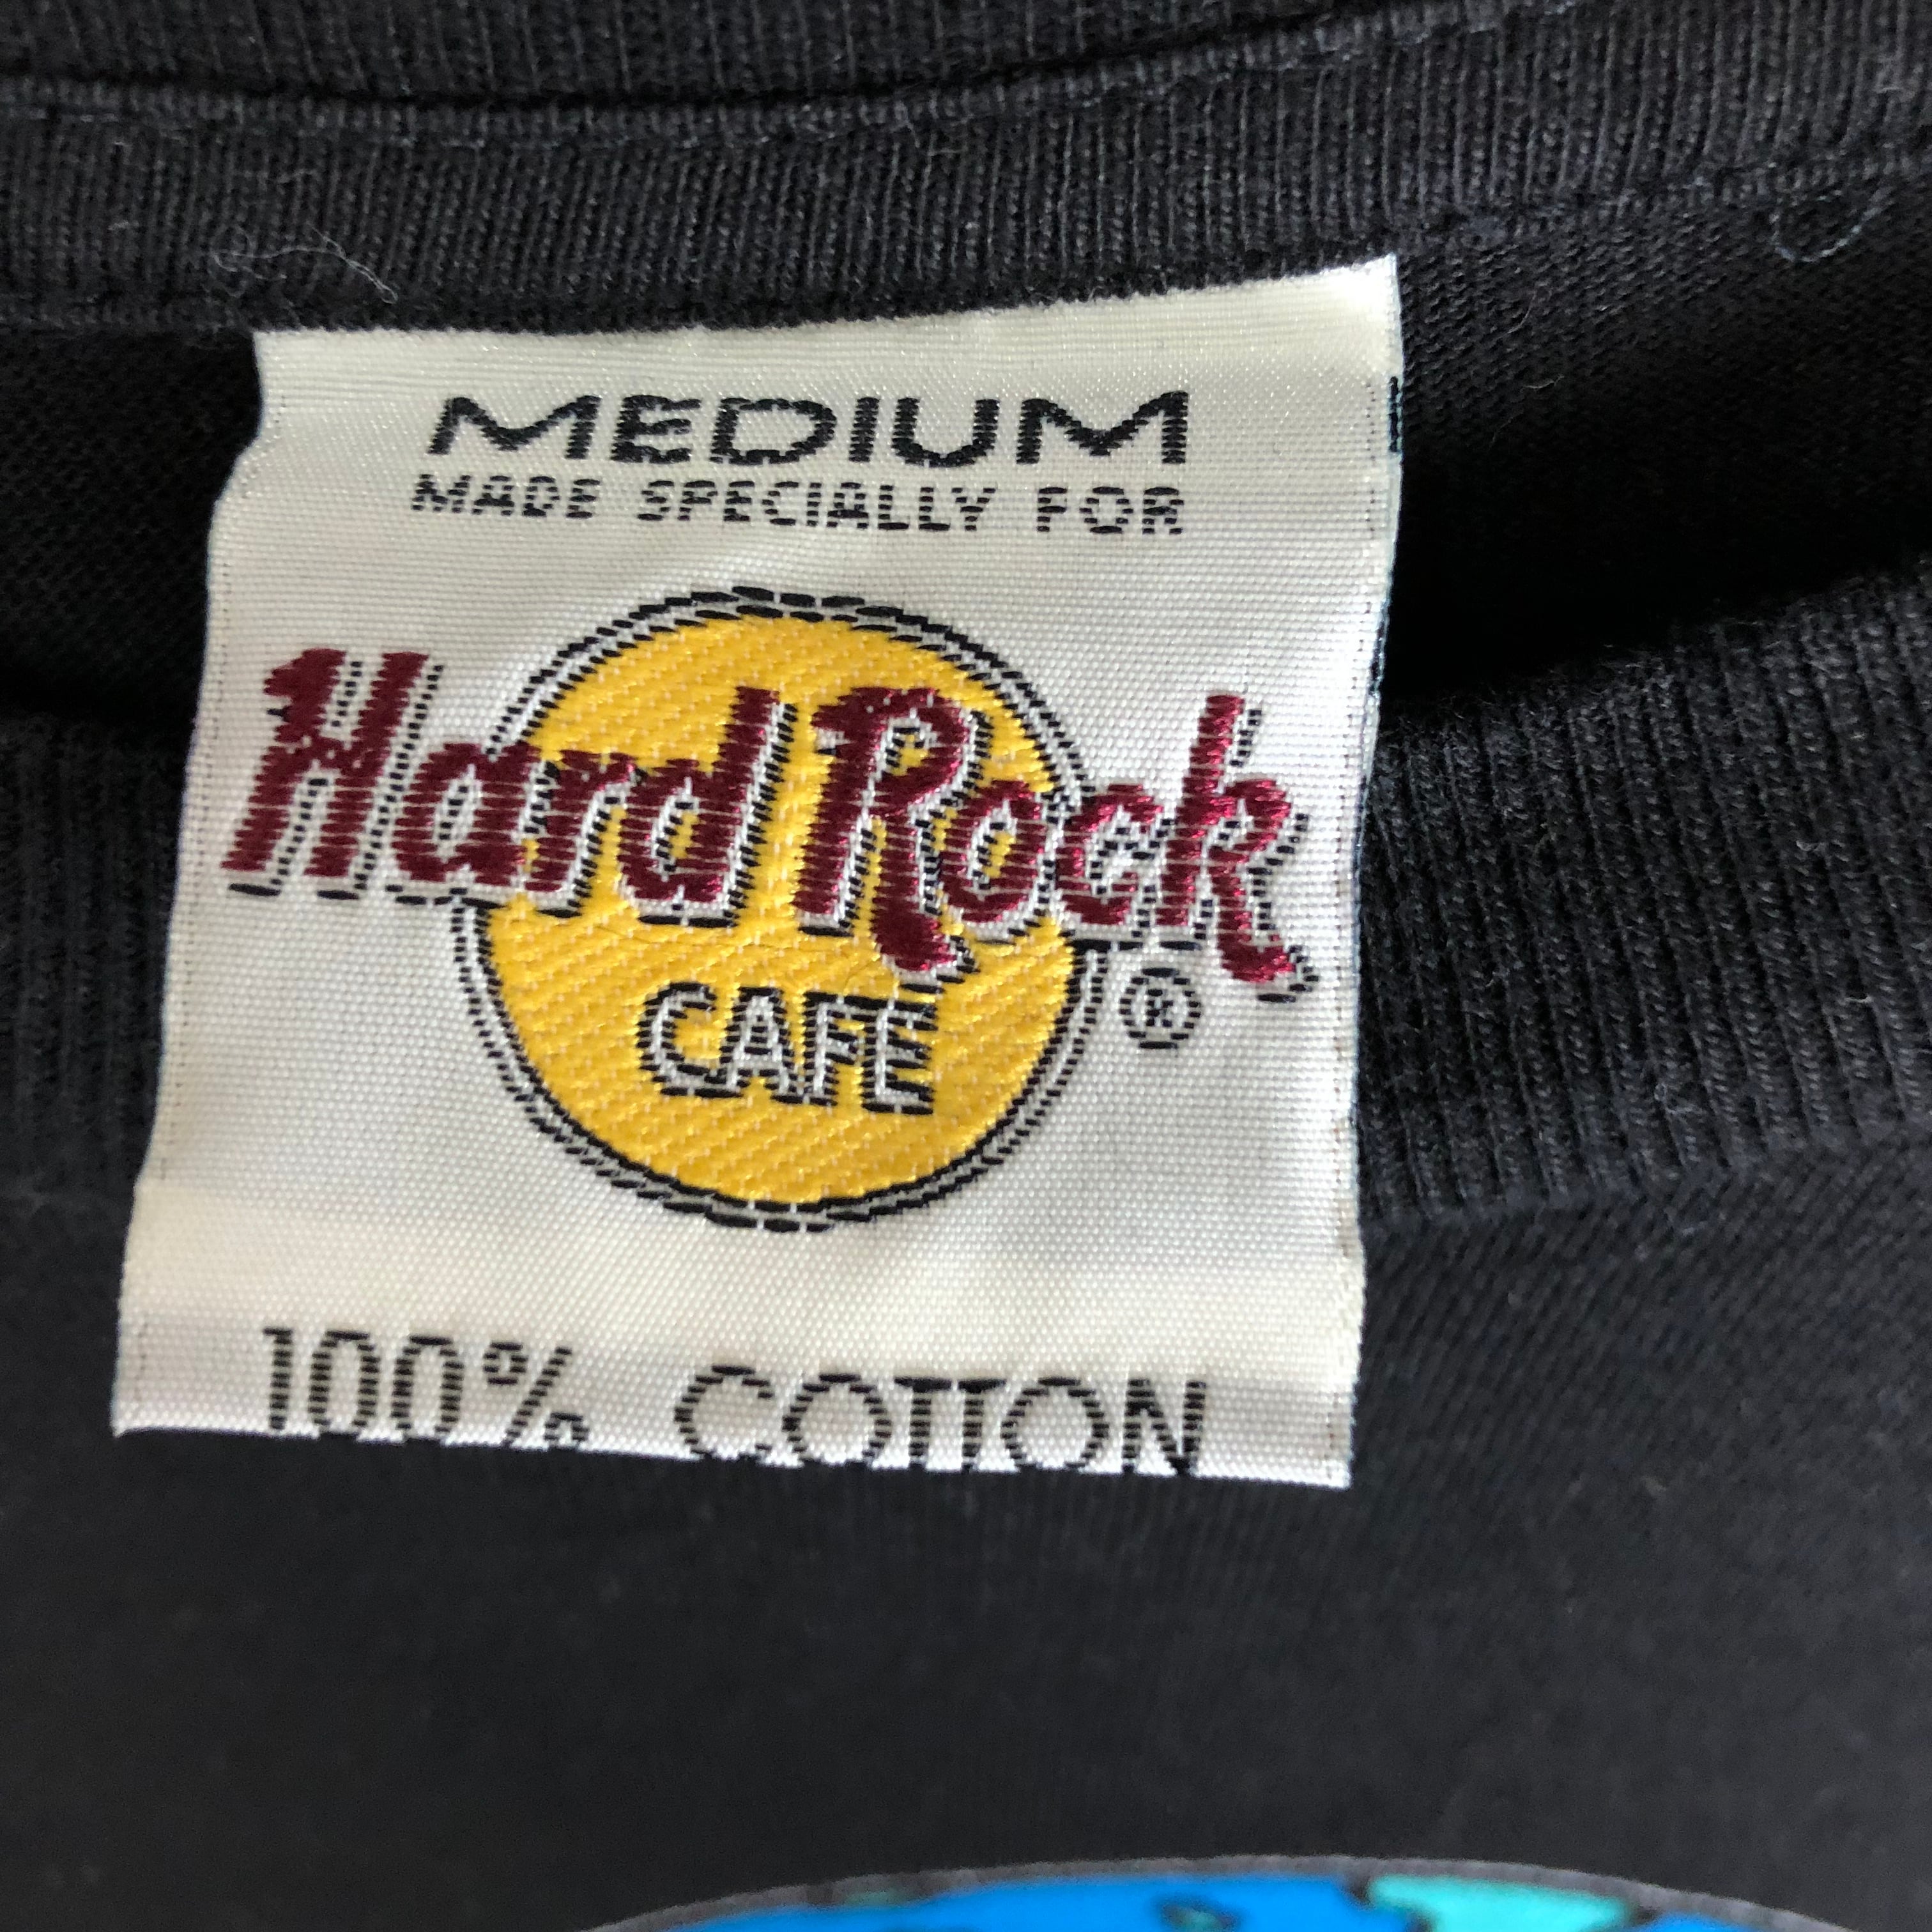 MEDIUM
MADE SPECIALLY FOR
Hard Rock
CAFE
®
100% COTTON